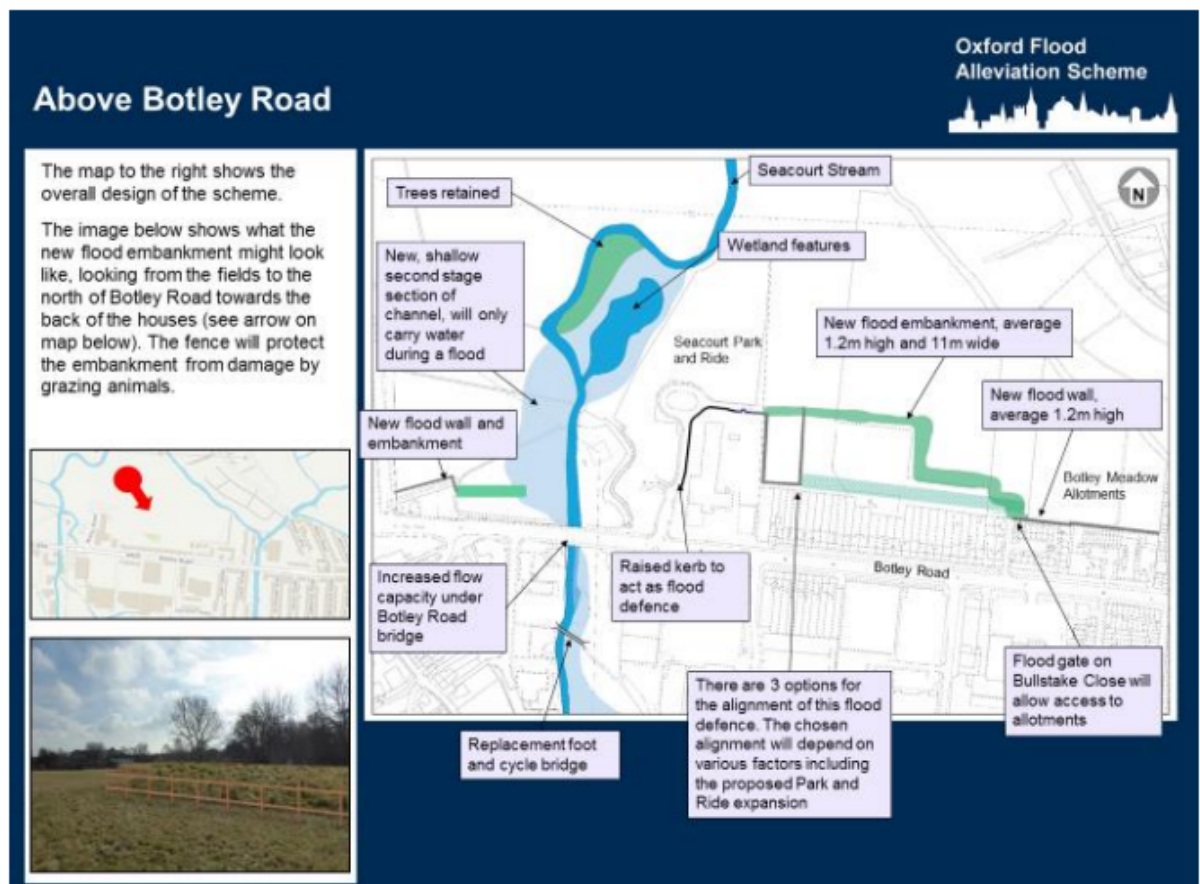 Oxford Flood
Alleviation Scheme
Above Botley Road
The map to the right shows the
overall design of the scheme.
The image below shows what the
new flood embankment might look
like, looking from the fields to the
north of Botley Road towards the
back of the houses (see arrow on
map below). The fence will protect
the embankment from damage by
grazing animals.
Trees retained
Seacourt Stream
N
New, shallow
second stage
section of
channel, will only
carry water
during a flood
Wetland features
Seacourt Park
and Ride
New flood embankment, average
1.2m high and 11m wide
New flood wall,
average 1.2m high
New flood wall and
embankment
Botley Meadow
Allotments
Increased flow
capacity under
Botley Road
bridge
Raised kerb to
act as flood
defence
Botley Road
Flood gate on
Bullstake Close will
allow access to
allotments
There are 3 options for
the alignment of this flood
defence. The chosen
alignment will depend on
various factors including
the proposed Park and
Ride expansion
Replacement foot
and cycle bridge